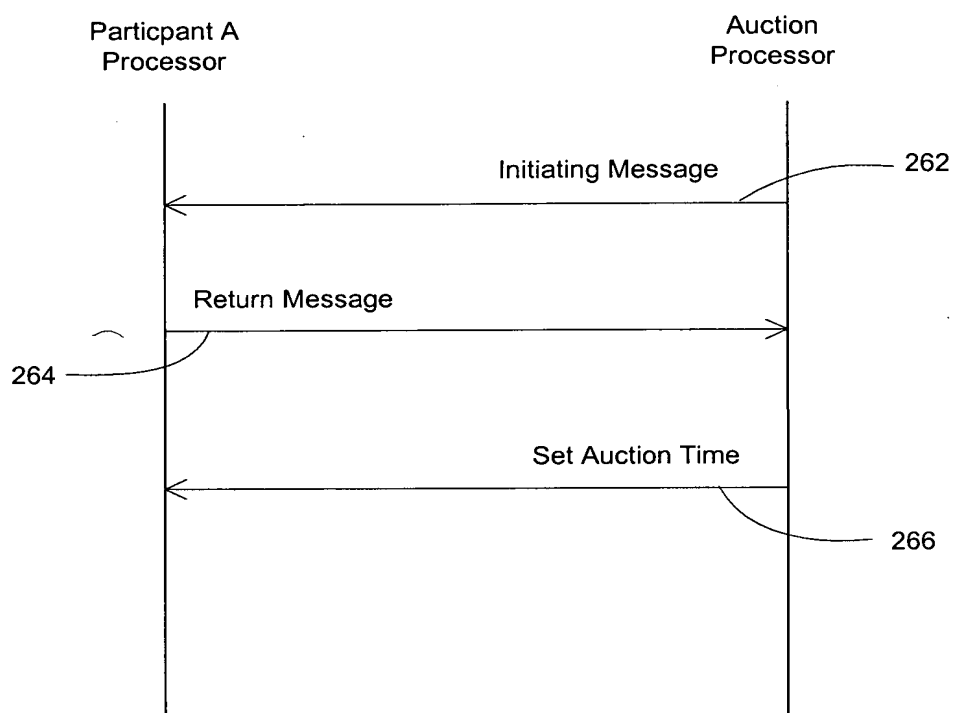 Particpant A
Processor
Auction
Processor
Initiating Message
262
Return Message
264
Set Auction Time
266